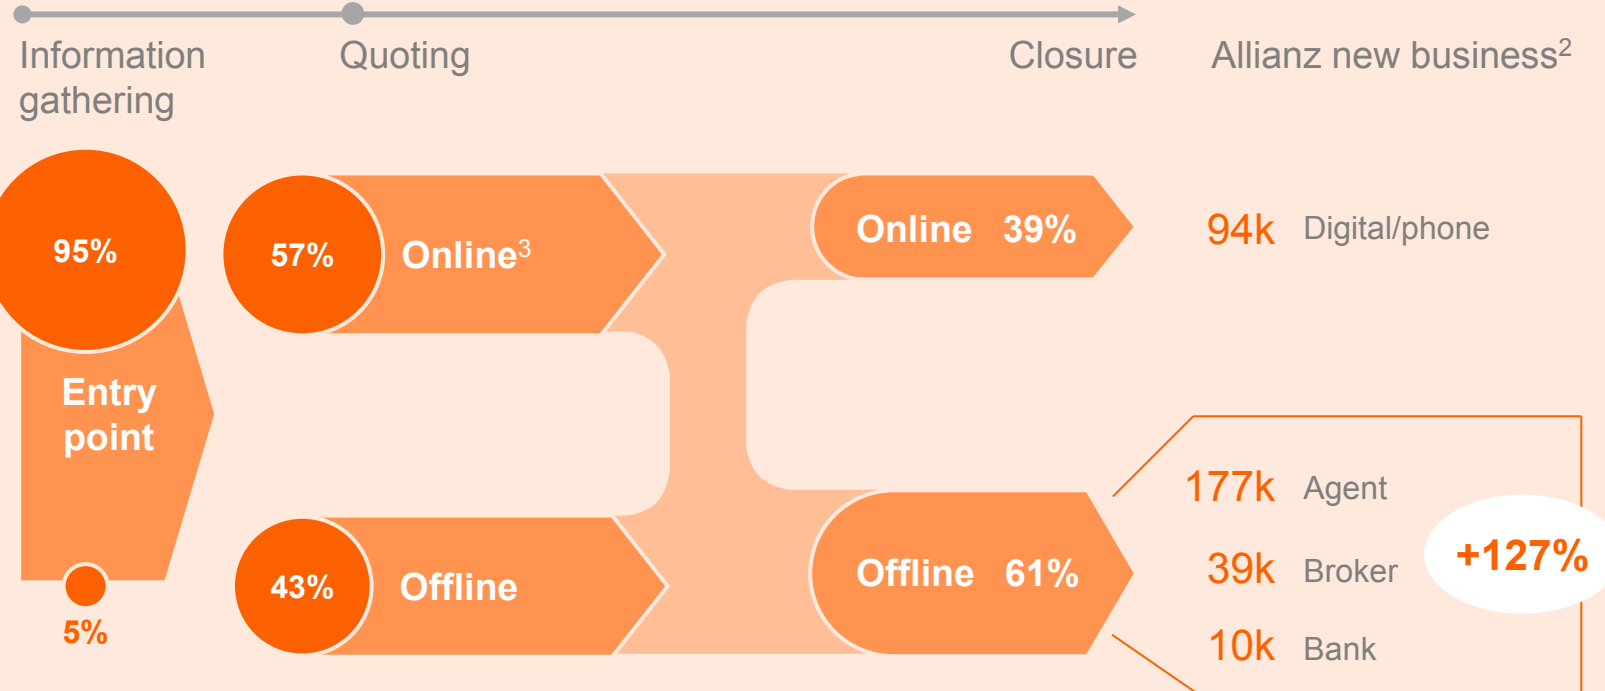 Information
gathering
Quoting
Closure
Allianz new business2
95%
Entry
point
5%
57%
Online3
43%
Offline
Online 39%
Offline 61%
94k Digital/phone
177k Agent
39k Broker
10k Bank
+127%